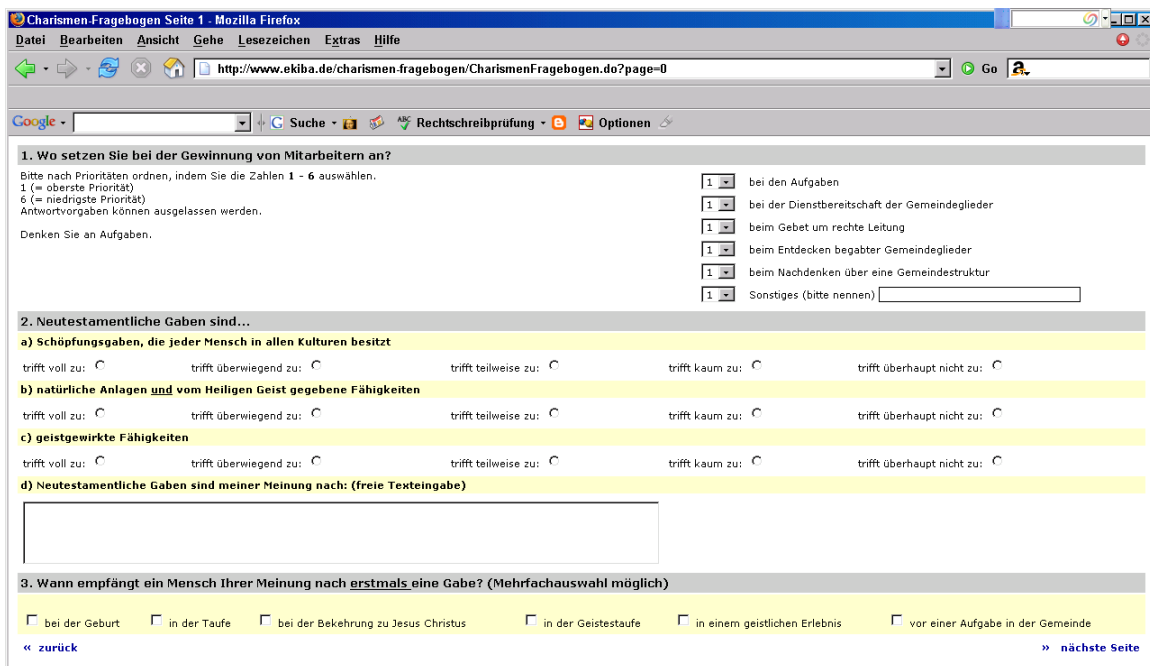 Charismen-Fragebogen Seite 1 - Mozilla Firefox
Datei Bearbeiten Ansicht Gehe Lesezeichen Extras Hilfe
http://www.ekiba.de/charismen-fragebogen/CharismenFragebogen.do?page=0 Go a
Google Suche ABC Rechtschreibprüfung Optionen
1. Wo setzen Sie bei der Gewinnung von Mitarbeitern an?
Bitte nach Prioritäten ordnen, indem Sie die Zahlen 1 - 6 auswählen.
1 (= oberste Priorität)
6 (= niedrigste Priorität)
Antwortvorgaben können ausgelassen werden.
Denken Sie an Aufgaben.
1 bei den Aufgaben
1 bei der Dienstbereitschaft der Gemeindeglieder
1 beim Gebet um rechte Leitung
1 beim Entdecken begabter Gemeindeglieder
1 beim Nachdenken über eine Gemeindestruktur
1 Sonstiges (bitte nennen)
2. Neutestamentliche Gaben sind...
a) Schöpfungsgaben, die jeder Mensch in allen Kulturen besitzt
trifft voll zu: trifft überwiegend zu: trifft teilweise zu: trifft kaum zu: trifft überhaupt nicht zu:
b) natürliche Anlagen und vom Heiligen Geist gegebene Fähigkeiten
trifft voll zu: trifft überwiegend zu: trifft teilweise zu: trifft kaum zu: trifft überhaupt nicht zu:
c) geistgewirkte Fähigkeiten
trifft voll zu: trifft überwiegend zu: trifft teilweise zu: trifft kaum zu: trifft überhaupt nicht zu:
d) Neutestamentliche Gaben sind meiner Meinung nach: (freie Texteingabe)
3. Wann empfängt ein Mensch Ihrer Meinung nach erstmals eine Gabe? (Mehrfachauswahl möglich)
bei der Geburt in der Taufe bei der Bekehrung zu Jesus Christus in der Geistestaufe in einem geistlichen Erlebnis vor einer Aufgabe in der Gemeinde
« zurück » nächste Seite